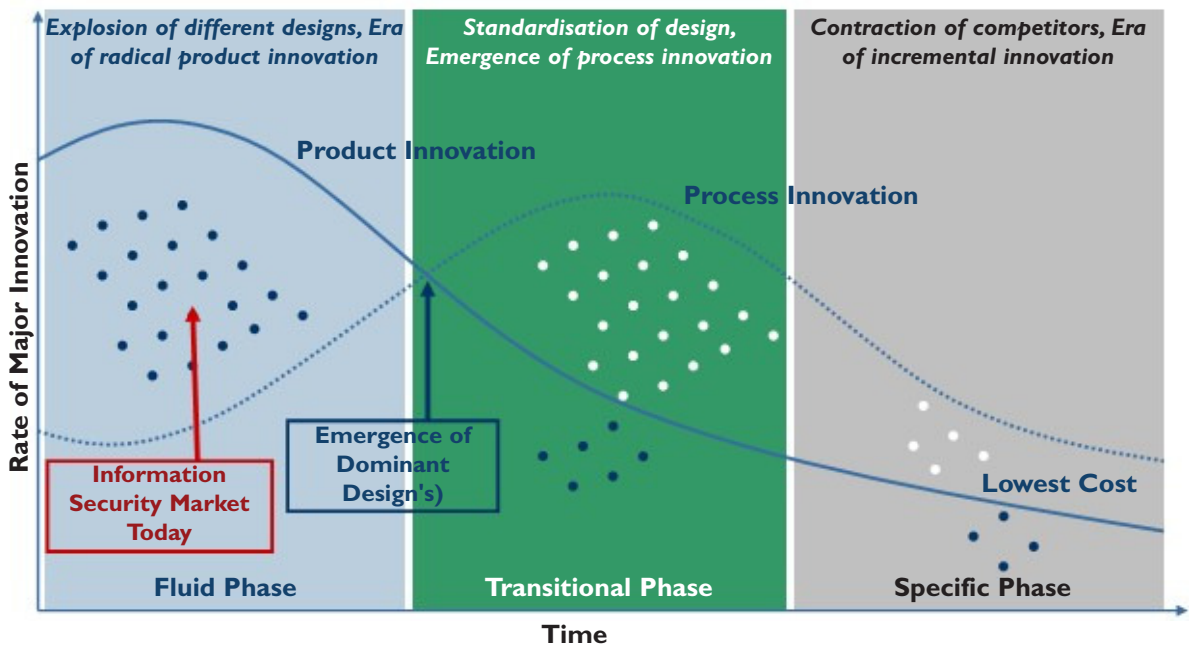 Explosion of different designs, Era
of radical product innovation
Standardisation of design,
Emergence of process innovation
Contraction of competitors, Era
of incremental innovation
Product Innovation
Process Innovation
Rate of Major Innovation
Emergence of
Dominant
Design's)
Information
Security Market
Today
Lowest Cost
Fluid Phase
Transitional Phase
Specific Phase
Time